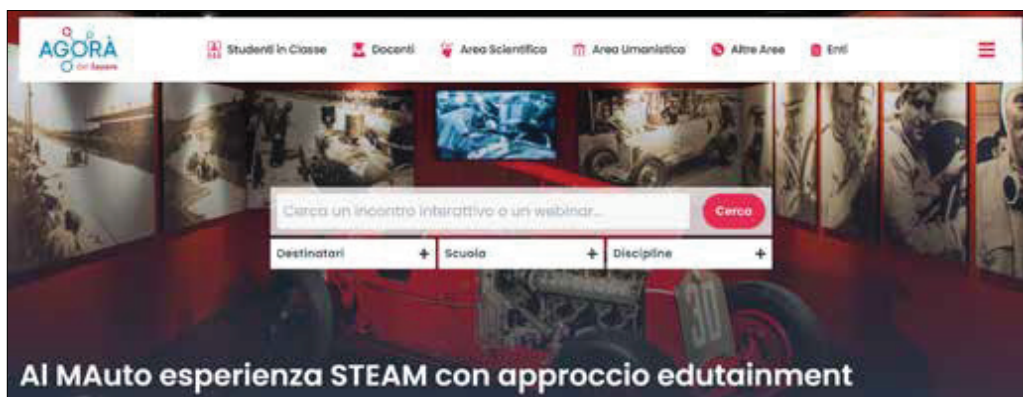 AGORÀ
del Sapere
Studenti in Classe
Docenti
Area Scientifica
Area Umanistica
Altre Aree
Enti
Cerca un incontro interattivo o un webinar...
Cerca
Destinatari +
Scuola +
Discipline +
30
Al MAuto esperienza STEAM con approccio edutainment